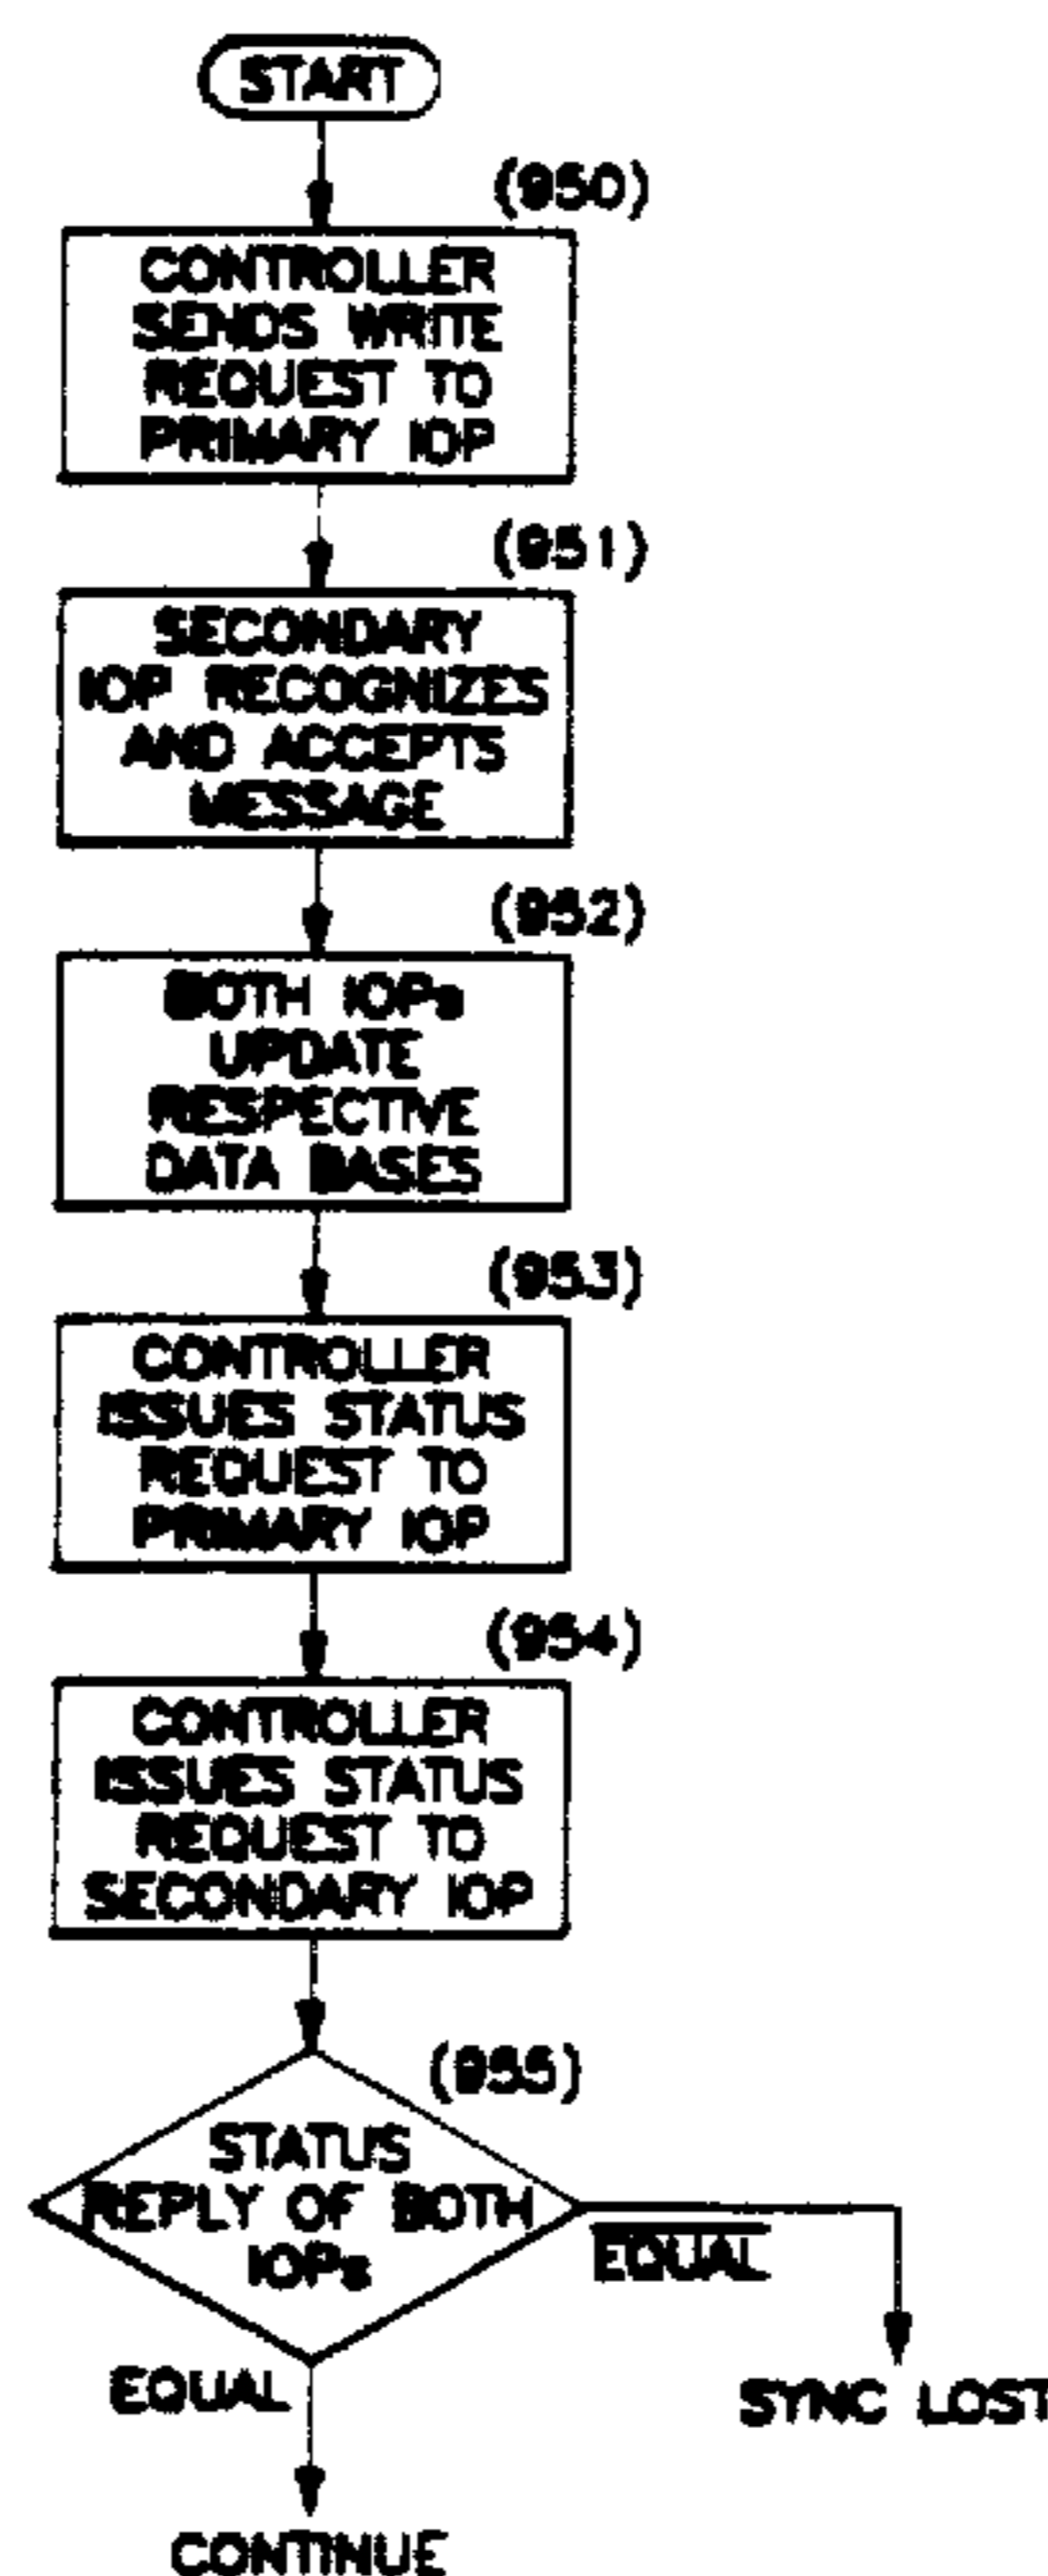 START
(950)
CONTROLLER
SENDS WRITE
REQUEST TO
PRIMARY IOP
(951)
SECONDARY
IOP RECOGNIZES
AND ACCEPTS
MESSAGE
(952)
BOTH IOPs
UPDATE
RESPECTIVE
DATA BASES
(953)
CONTROLLER
ISSUES STATUS
REQUEST TO
PRIMARY IOP
(954)
CONTROLLER
ISSUES STATUS
REQUEST TO
SECONDARY IOP
(955)
STATUS
REPLY OF BOTH
IOPs
EQUAL
EQUAL
SYNC LOST
CONTINUE